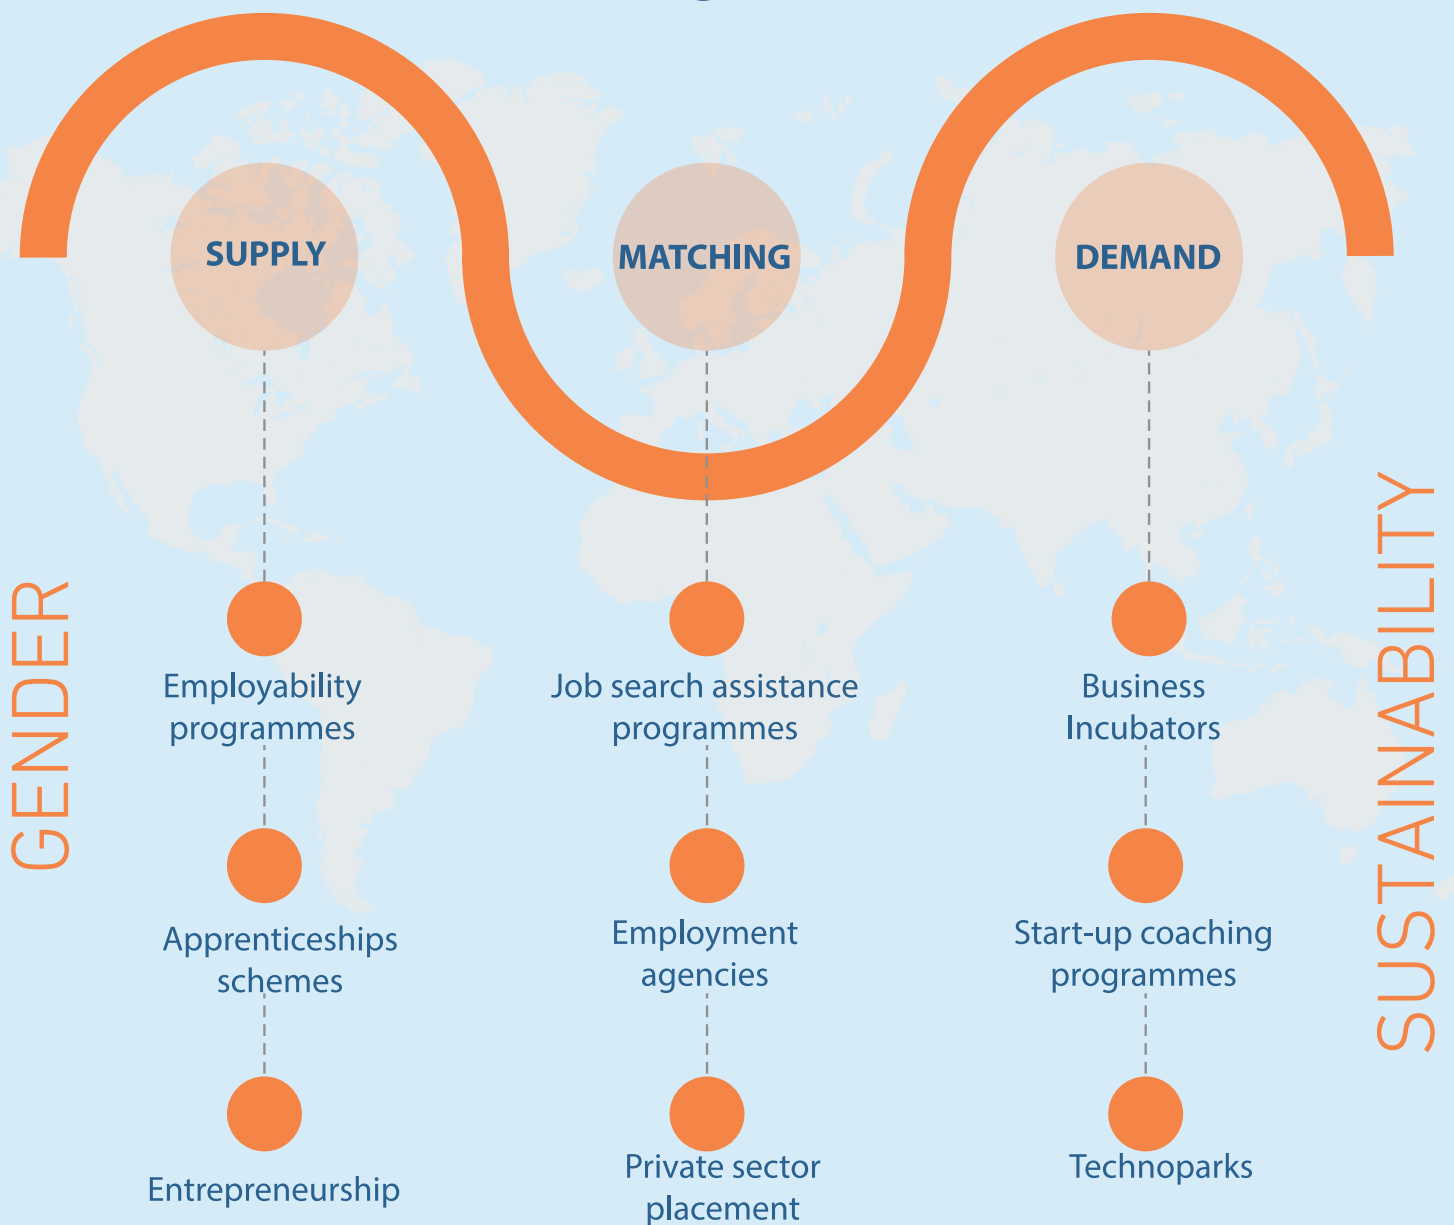 SUPPLY
MATCHING
DEMAND
GENDER
SUSTAINABILITY
Employability
programmes
Job search assistance
programmes
Business
Incubators
Apprenticeships
schemes
Employment
agencies
Start-up coaching
programmes
Entrepreneurship
Private sector
placement
Technoparks